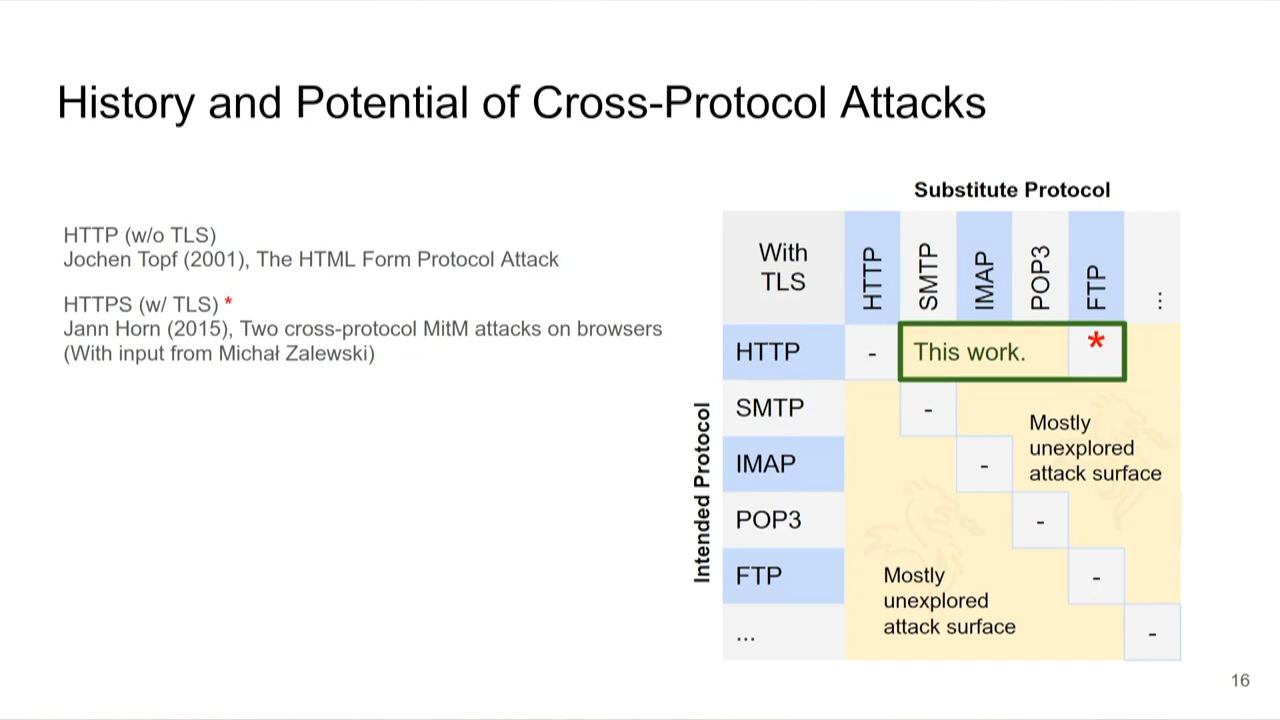 History and Potential of Cross-Protocol Attacks
HTTP (w/o TLS)
Jochen Topf (2001), The HTML Form Protocol Attack
HTTPS (w/ TLS) *
Jann Horn (2015), Two cross-protocol MitM attacks on browsers
(With input from Michał Zalewski)
Substitute Protocol
With
TLS
HTTP
SMTP
IMAP
POP3
FTP
...
Intended Protocol
HTTP
-
This work.
*
SMTP
-
Mostly
unexplored
attack surface
IMAP
-
POP3
-
FTP
-
Mostly
unexplored
attack surface
...
-
16